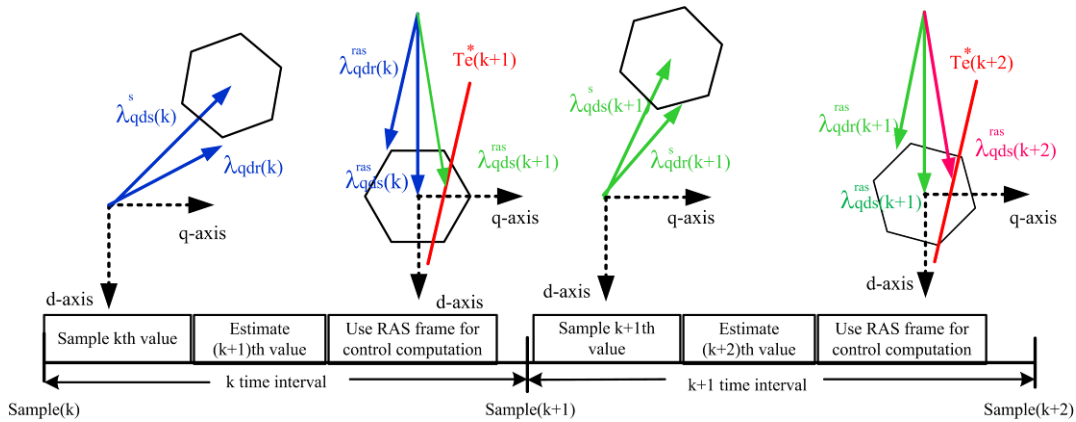 λqds(k) s
λqdr(k)
q-axis
d-axis
λqdr(k) ras
Te*(k+1)
λqds(k) ras
λqds(k+1) ras
q-axis
d-axis
λqds(k+1) s
λqdr(k+1) s
q-axis
d-axis
λqdr(k+1) ras
Te*(k+2)
λqds(k+2) ras
λqds(k+1) ras
q-axis
d-axis
Sample kth value
Estimate
(k+1)th value
Use RAS frame for
control computation
Sample k+1th
value
Estimate
(k+2)th value
Use RAS frame for
control computation
k time interval
k+1 time interval
Sample(k)
Sample(k+1)
Sample(k+2)